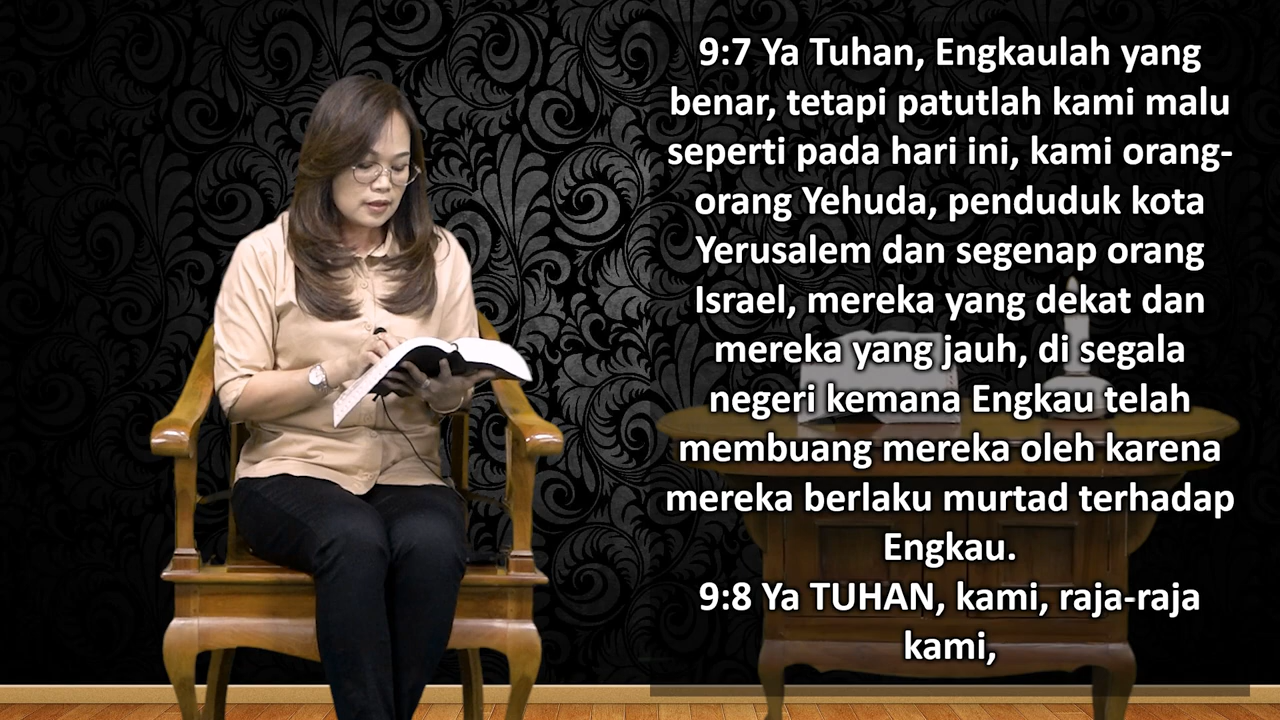 9:7 Ya Tuhan, Engkaulah yang
benar, tetapi patutlah kami malu
seperti pada hari ini, kami orang-
orang Yehuda, penduduk kota
Yerusalem dan segenap orang
Israel, mereka yang dekat dan
mereka yang jauh, di segala
negeri kemana Engkau telah
membuang mereka oleh karena
mereka berlaku murtad terhadap
Engkau.
9:8 Ya TUHAN, kami, raja-raja
kami,